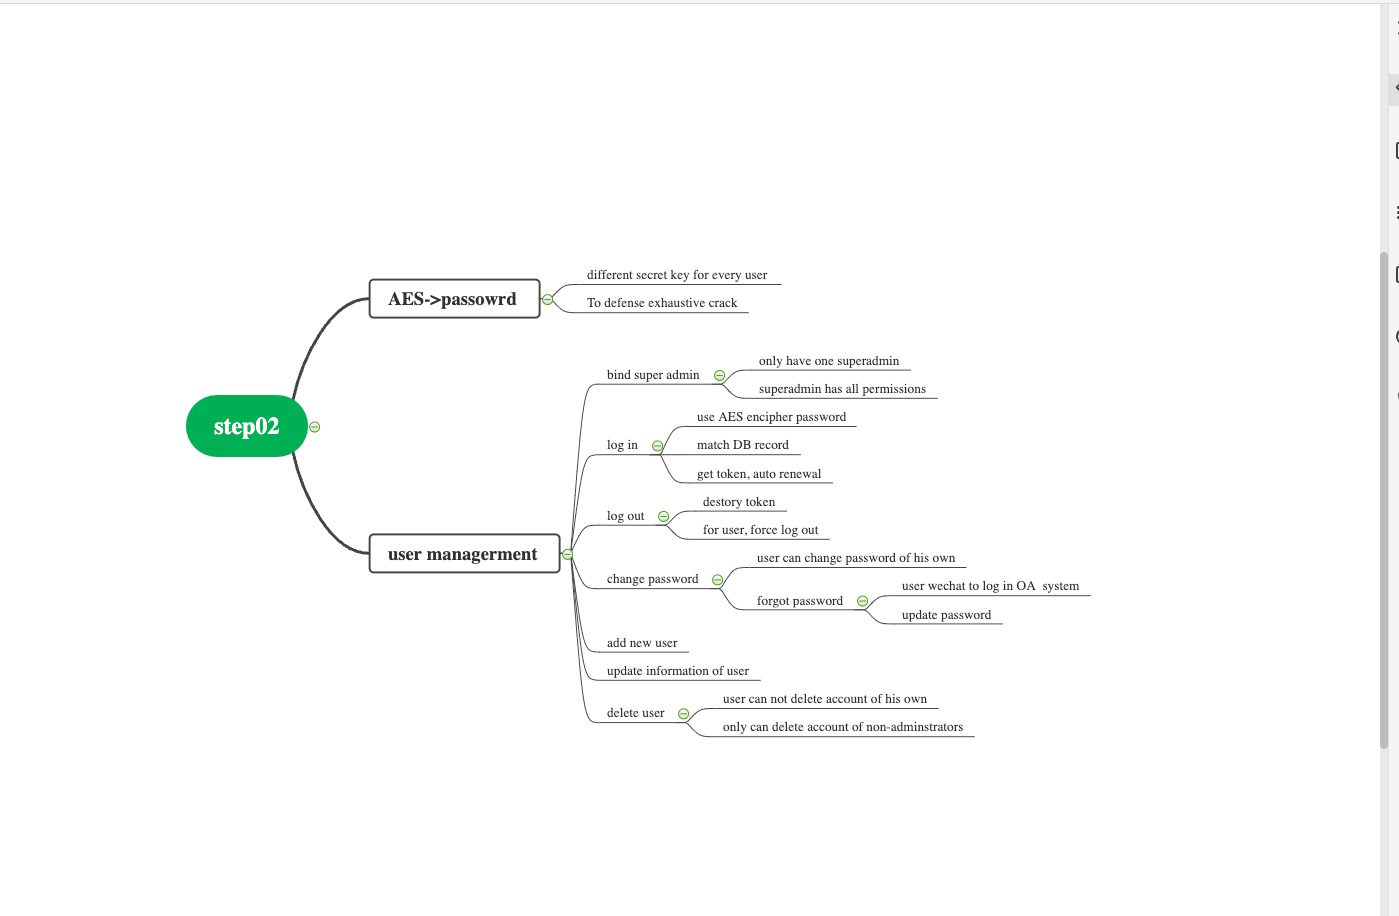 step02
AES->passowrd
different secret key for every user
To defense exhaustive crack
user managerment
bind super admin
only have one superadmin
superadmin has all permissions
log in
use AES encipher password
match DB record
get token, auto renewal
log out
destory token
for user, force log out
change password
user can change password of his own
forgot password
user wechat to log in OA  system
update password
add new user
update information of user
delete user
user can not delete account of his own
only can delete account of non-adminstrators